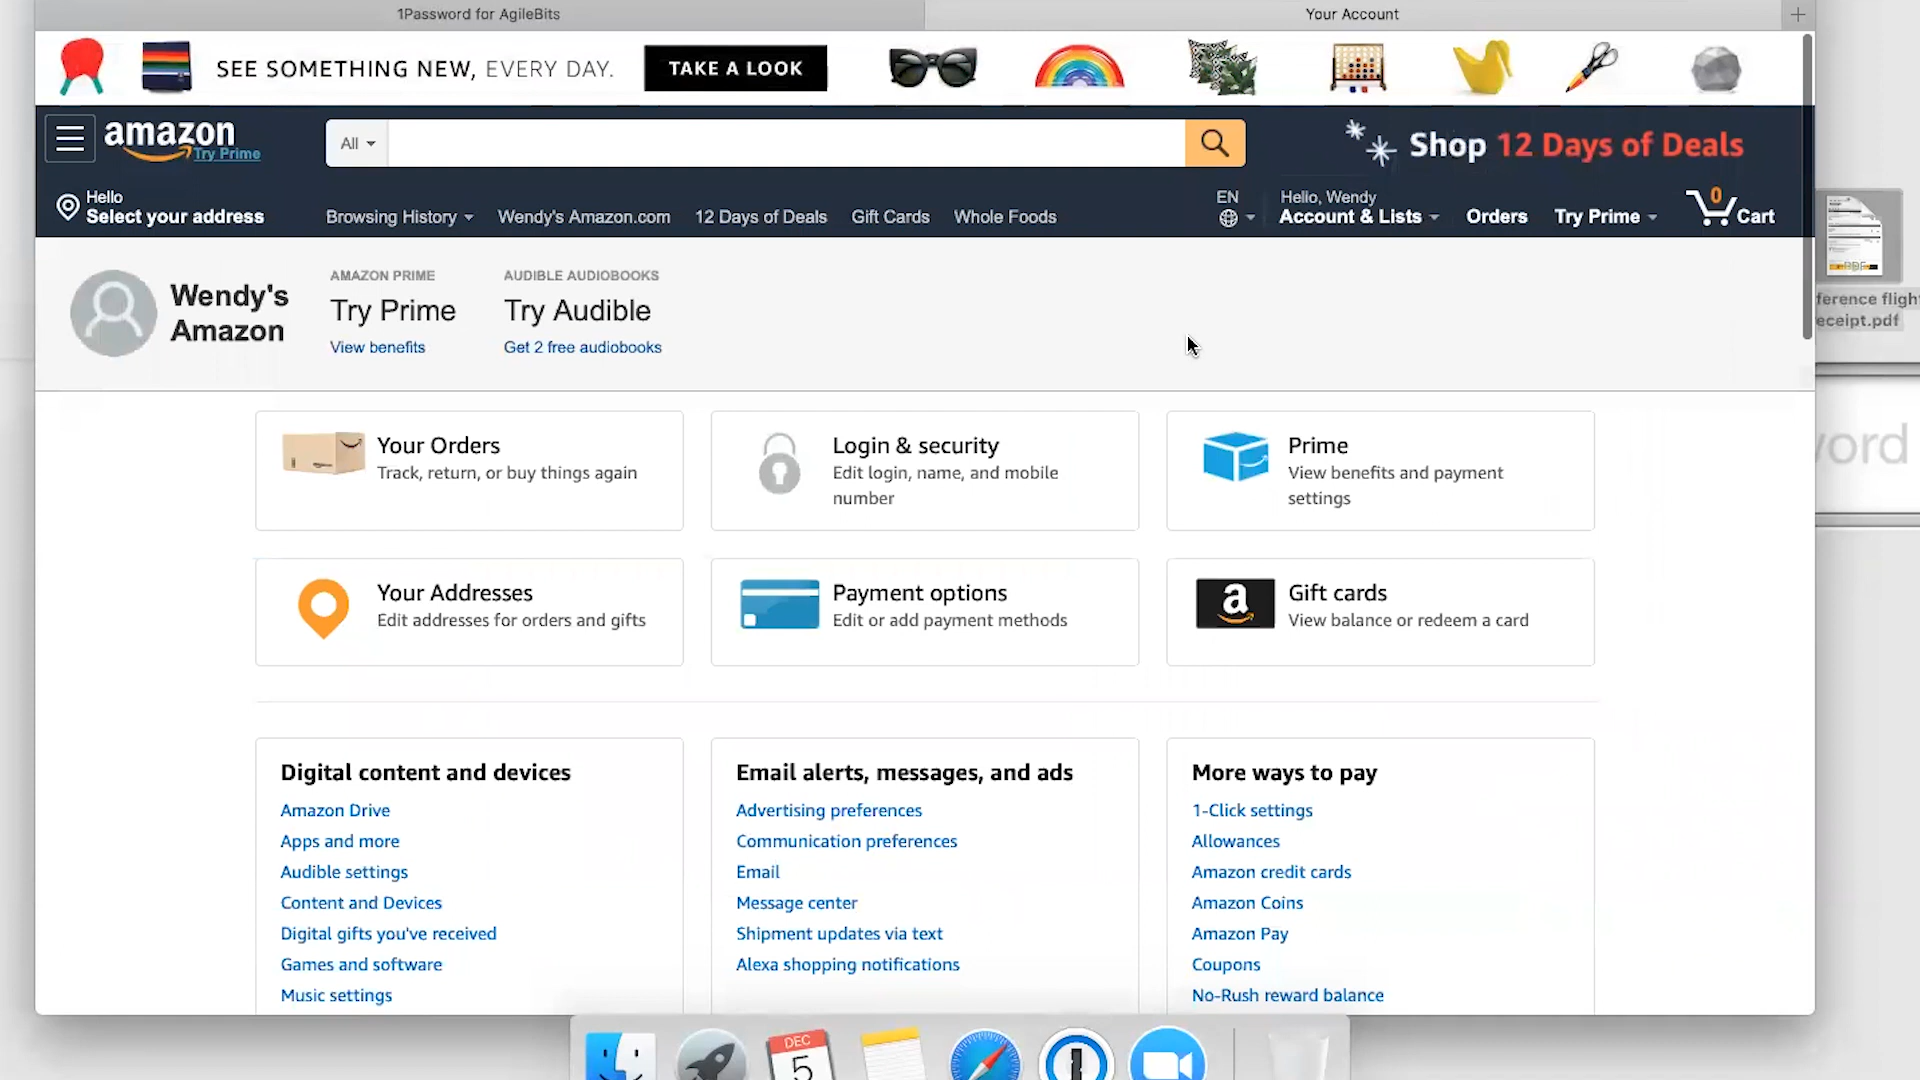 1Password for AgileBits
Your Account
SEE SOMETHING NEW, EVERY DAY.
TAKE A LOOK
amazon
Try Prime
All
Shop 12 Days of Deals
Hello
Select your address
Browsing History
Wendy's Amazon.com
12 Days of Deals
Gift Cards
Whole Foods
EN
Hello, Wendy
Account & Lists
Orders
Try Prime
0
Cart
Wendy's
Amazon
AMAZON PRIME
Try Prime
View benefits
AUDIBLE AUDIOBOOKS
Try Audible
Get 2 free audiobooks
PDF
ference flight
eceipt.pdf
word
Your Orders
Track, return, or buy things again
Login & security
Edit login, name, and mobile
number
Prime
View benefits and payment
settings
Your Addresses
Edit addresses for orders and gifts
Payment options
Edit or add payment methods
a
Gift cards
View balance or redeem a card
Digital content and devices
Amazon Drive
Apps and more
Audible settings
Content and Devices
Digital gifts you've received
Games and software
Music settings
Email alerts, messages, and ads
Advertising preferences
Communication preferences
Email
Message center
Shipment updates via text
Alexa shopping notifications
More ways to pay
1-Click settings
Allowances
Amazon credit cards
Amazon Coins
Amazon Pay
Coupons
No-Rush reward balance
DEC
5